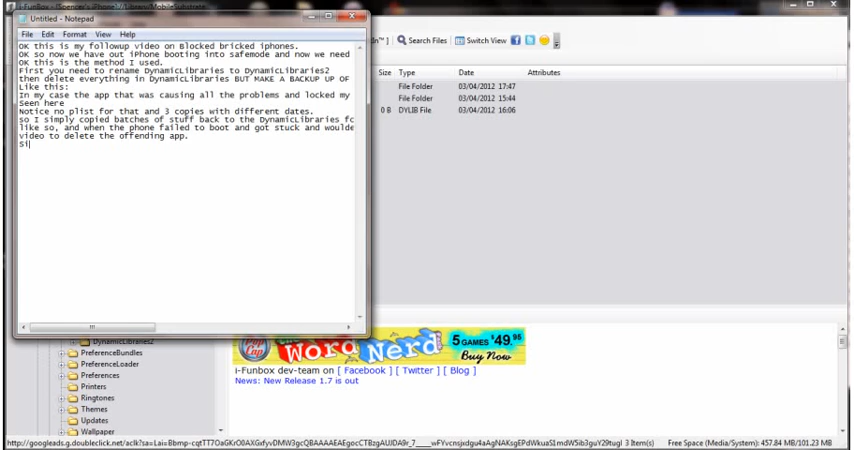 i-FunBox - [Spencer's iPhone]\/Library/MobileSubstrate
Untitled - Notepad
File Edit Format View Help
OK this is my followup video on Blocked bricked iphones.
OK so now we have out iPhone booting into safemode and now we need
OK this is the method I used.
First you need to rename DynamicLibraries to DynamicLibraries2
then delete everything in DynamicLibraries BUT MAKE A BACKUP UP OF
Like this:
In my case the app that was causing all the problems and locked my
Seen here
Notice no plist for that and 3 copies with different dates.
so I simply copied batches of stuff back to the DynamicLibraries fo
like so, and when the phone failed to boot and got stuck and woulde
video to delete the offending app.
Si
Search Files Switch View
Size Type Date Attributes
File Folder 03/04/2012 17:47
File Folder 03/04/2012 15:44
0 B DYLIB File 03/04/2012 16:06
DynamicLibraries2
PreferenceBundles
PreferenceLoader
Preferences
Printers
Ringtones
Themes
Updates
Wallpaper
Pop Cap
Word Nerd
5 GAMES $49.95
Buy Now
i-Funbox dev-team on [ Facebook ] [ Twitter ] [ Blog ]
News: New Release 1.7 is out
3 Item(s) Free Space (Media/System): 457.84 MB/101.23 MB